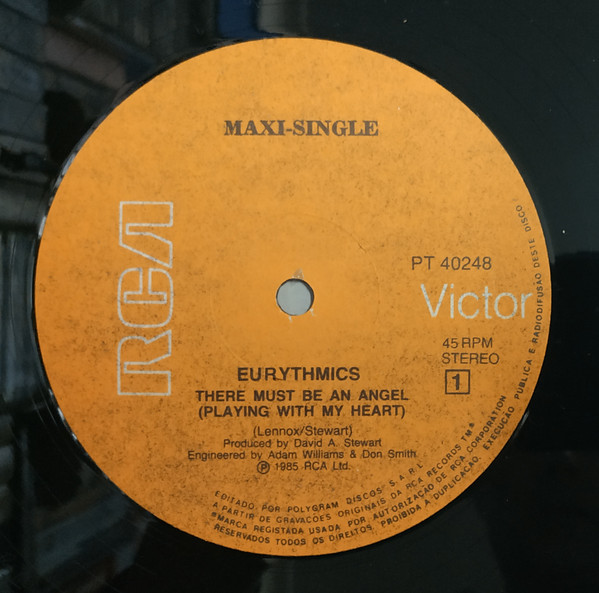 MAXI-SINGLE
RCA
PT 40248
Victor
45 RPM
STEREO
1
EURYTHMICS
THERE MUST BE AN ANGEL
(PLAYING WITH MY HEART)
(Lennox/Stewart)
Produced by David A. Stewart
Engineered by Adam Williams & Don Smith.
Ⓟ 1985 RCA Ltd.
EDITADO POR POLYGRAM DISCOS S.A.R.L.
A PARTIR DE GRAVAÇÕES ORIGINAIS DA RCA RECORDS TM®
®MARCA REGISTADA USADA POR AUTORIZAÇÃO DE RCA CORPORATION
RESERVADOS TODOS OS DIREITOS. PROIBIDA A DUPLICAÇÃO, EXECUÇÃO PUBLICA E RADIODIFUSÃO DESTE DISCO